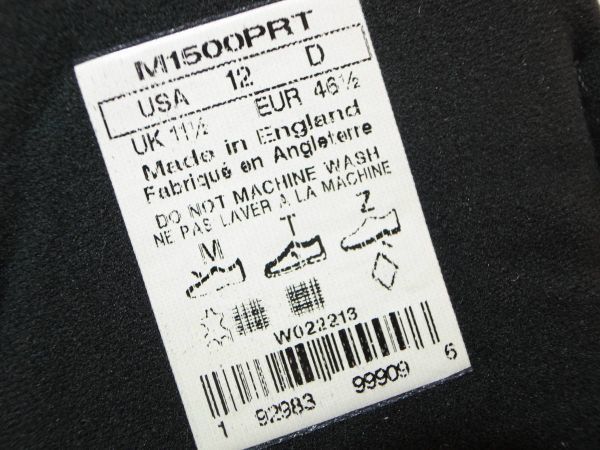 M1500PRT
USA 12 D
UK 11½ EUR 46½
Made in England
Fabriqué en Angleterre
DO NOT MACHINE WASH
NE PAS LAVER À LA MACHINE
M T Z
W022213
1 92983 99909 6